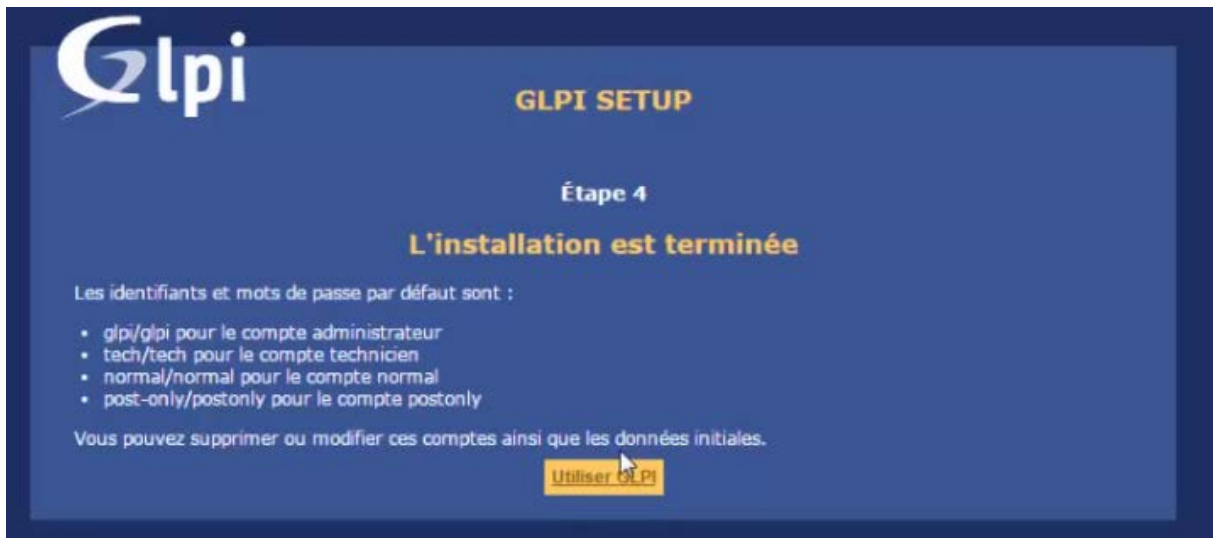 Glpi
GLPI SETUP
Étape 4
L'installation est terminée
Les identifiants et mots de passe par défaut sont :
• glpi/glpi pour le compte administrateur
• tech/tech pour le compte technicien
• normal/normal pour le compte normal
• post-only/postonly pour le compte postonly
Vous pouvez supprimer ou modifier ces comptes ainsi que les données initiales.
Utiliser GLPI